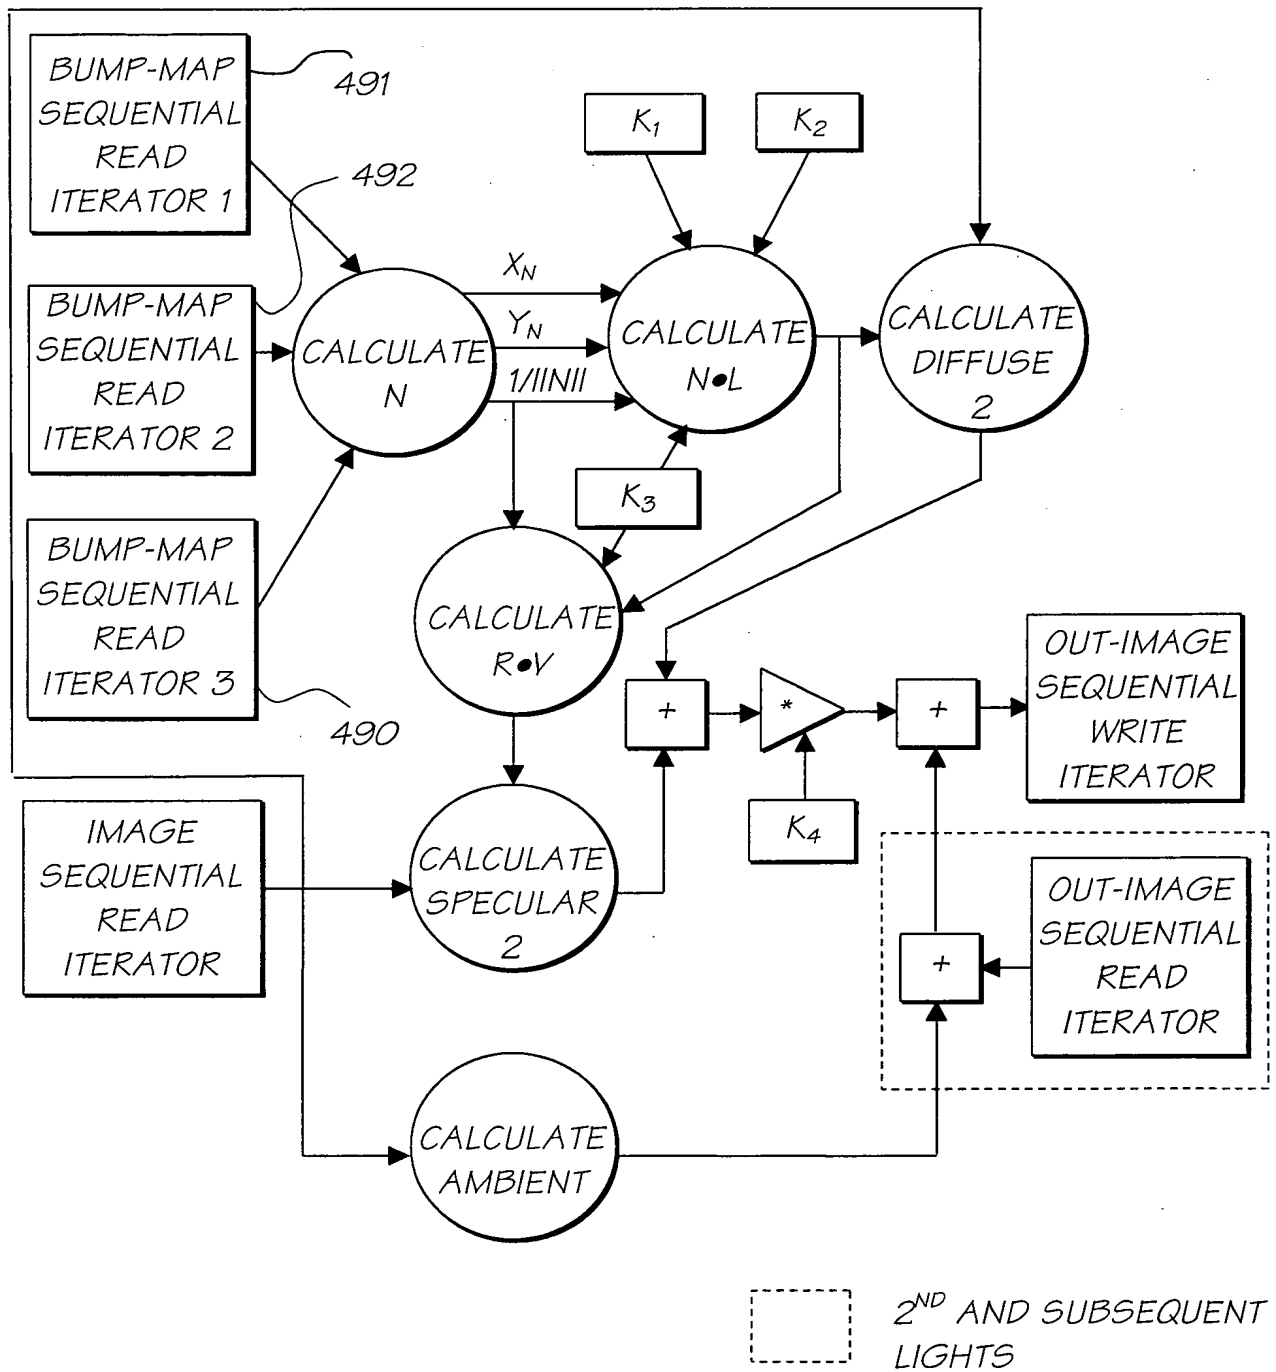 BUMP-MAP
SEQUENTIAL
READ
ITERATOR 1
491
K1
K2
492
BUMP-MAP
SEQUENTIAL
READ
ITERATOR 2
CALCULATE
N
XN
YN
1/||N||
CALCULATE
N●L
CALCULATE
DIFFUSE
2
K3
BUMP-MAP
SEQUENTIAL
READ
ITERATOR 3
490
CALCULATE
R●V
+
*
K4
+
OUT-IMAGE
SEQUENTIAL
WRITE
ITERATOR
IMAGE
SEQUENTIAL
READ
ITERATOR
CALCULATE
SPECULAR
2
+
OUT-IMAGE
SEQUENTIAL
READ
ITERATOR
CALCULATE
AMBIENT
2ND AND SUBSEQUENT
LIGHTS